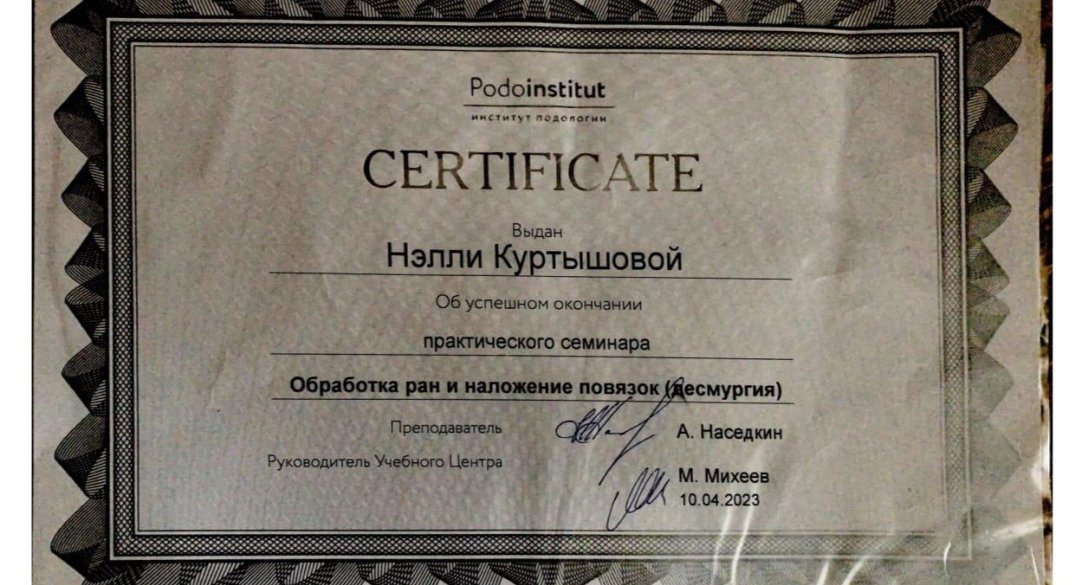 Podoinstitut
институт подологии
CERTIFICATE
Выдан
Нэлли Куртышовой
Об успешном окончании
практического семинара
Обработка ран и наложение повязок (десмургия)
Преподаватель
А. Наседкин
Руководитель Учебного Центра
М. Михеев
10.04.2023